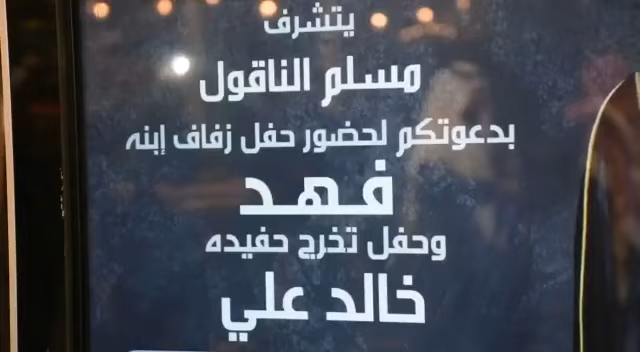 يتشرف
مسلم الناقول
بدعوتكم لحضور حفل زفاف إبنه
فهد
وحفل تخرج حفيده
خالد علي